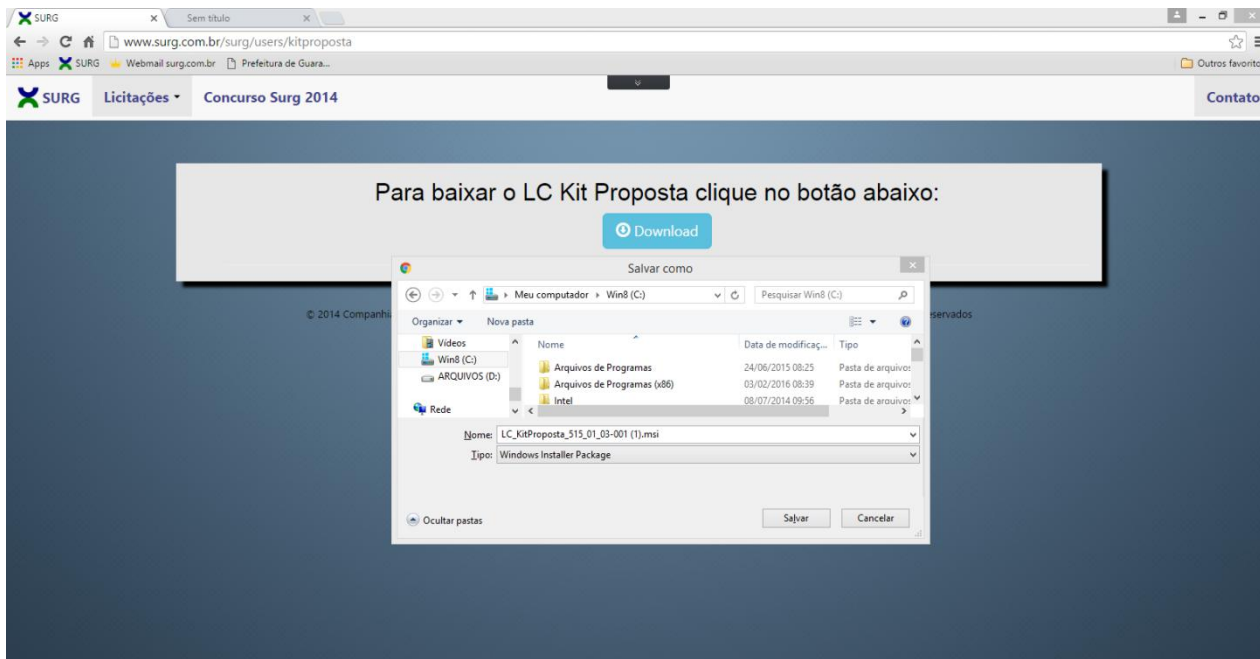 SURG
Sem título
www.surg.com.br/surg/users/kitproposta
Apps SURG Webmail surg.com.br Prefeitura de Guara...
Outros favorito
SURG Licitações Concurso Surg 2014 Contato
Para baixar o LC Kit Proposta clique no botão abaixo:
Download
Salvar como
Meu computador Win8 (C:) Pesquisar Win8 (C:)
Organizar Nova pasta
Vídeos
Win8 (C:)
ARQUIVOS (D:)
Rede
Nome Data de modificaç... Tipo
Arquivos de Programas 24/06/2015 08:25 Pasta de arquivos
Arquivos de Programas (x86) 03/02/2016 08:39 Pasta de arquivos
Intel 08/07/2014 09:56 Pasta de arquivos
Nome: LC_KitProposta_515_01_03-001 (1).msi
Tipo: Windows Installer Package
Ocultar pastas Salvar Cancelar
© 2014 Companhi
servados